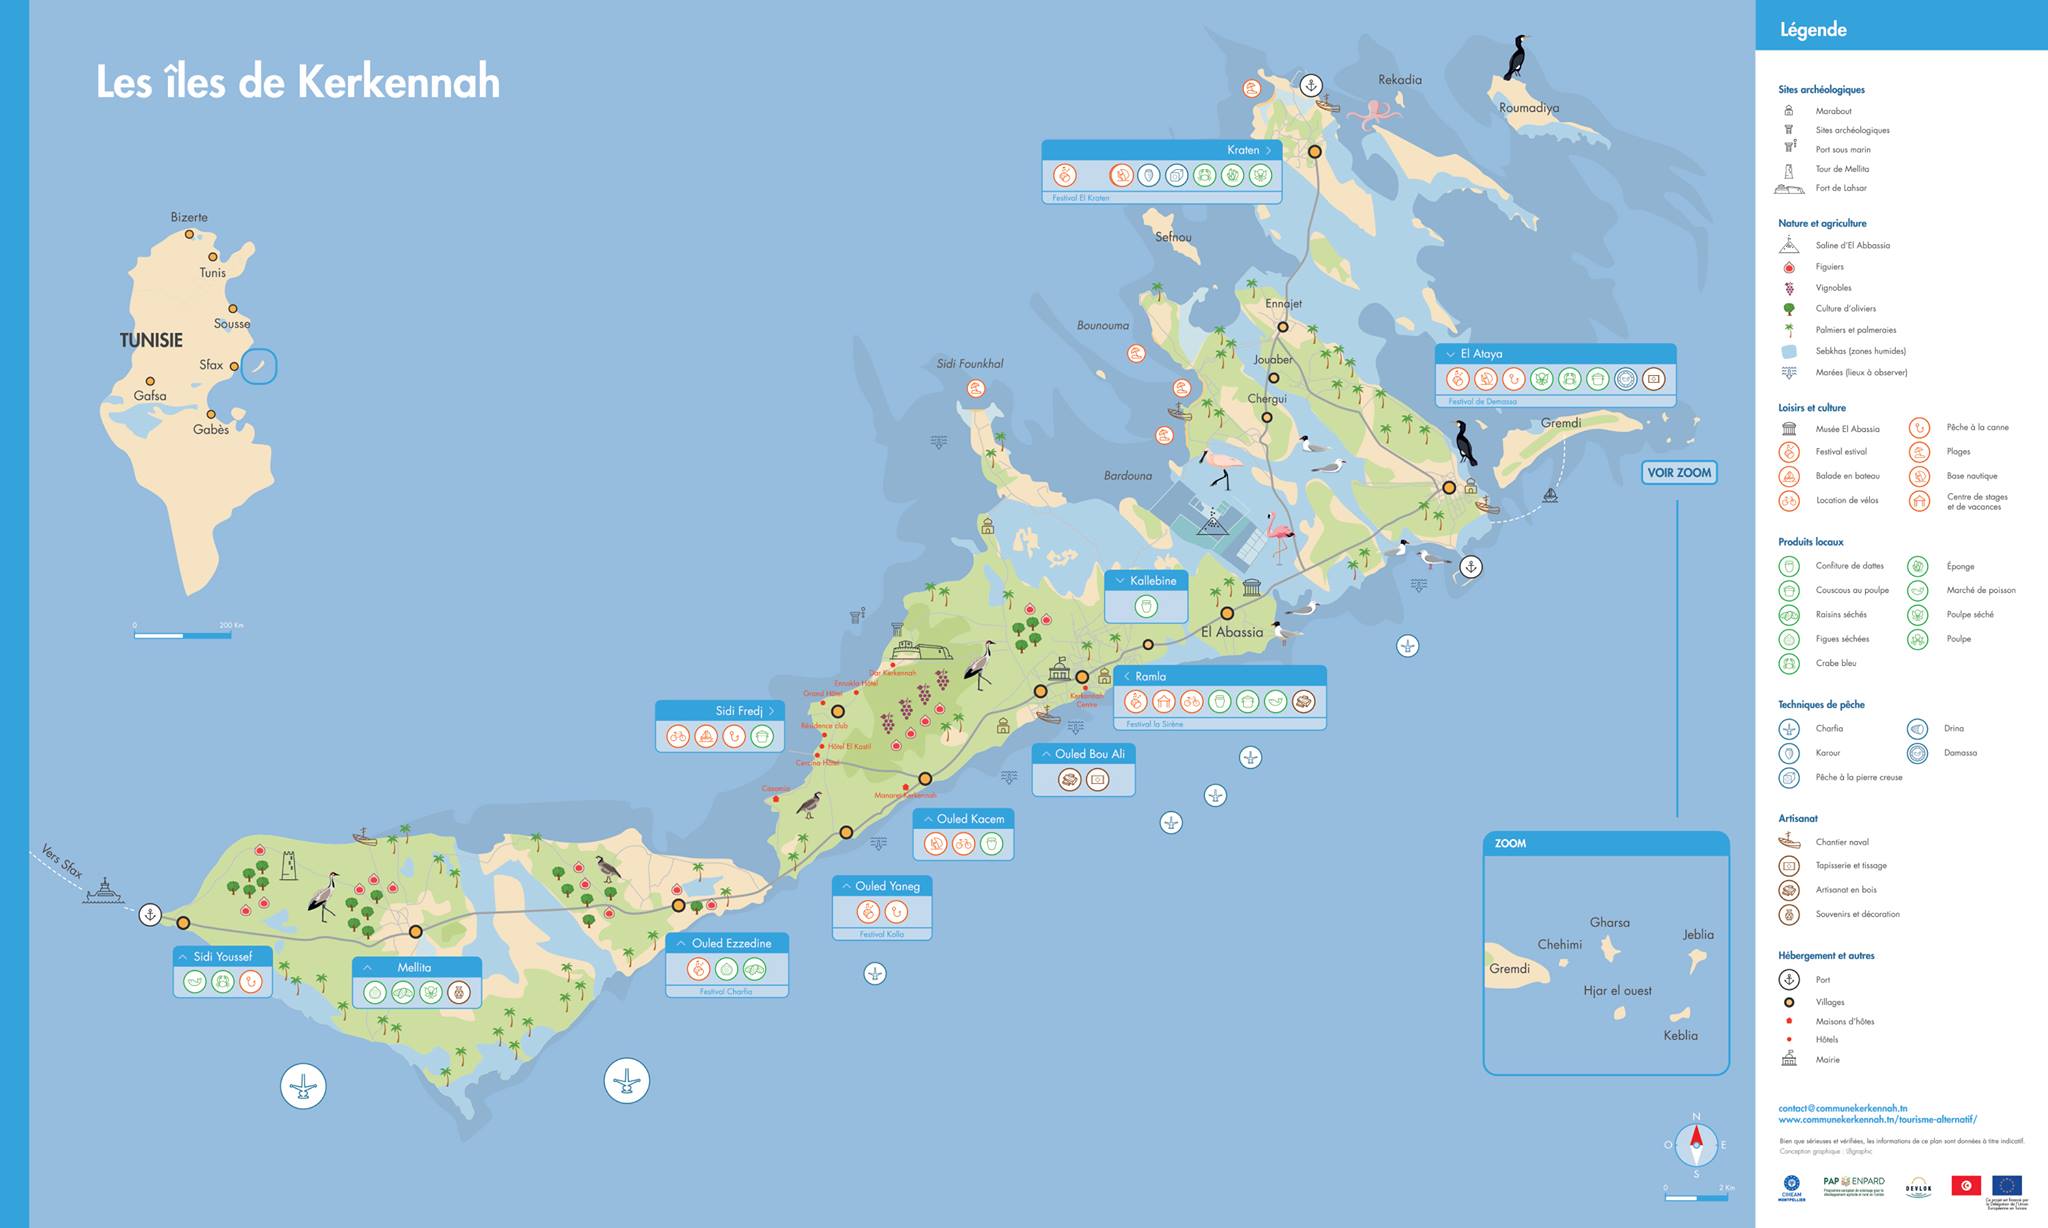 Les îles de Kerkennah
Bizerte
Tunis
Sousse
TUNISIE
Sfax
Gafsa
Gabès
0 200 Km
Rekadia
Roumadiya
Kraten
Festival El Kraten
Sefnou
Ennajet
Bounouma
Jouaber
El Ataya
Festival de Demassa
Sidi Founkhal
Chergui
Gremdi
Bardouna
VOIR ZOOM
Kallebine
El Abassia
Dar Kerkennah
Ennakla Hôtel
Grand Hôtel
Ramla
Festival la Sirène
Kerkennah
Centre
Sidi Fredj
Résidence club
Hôtel El Kastil
Cercina Hôtel
Ouled Bou Ali
Casamia
Manaret Kerkennah
Ouled Kacem
Vers Sfax
Ouled Yaneg
Festival Kolla
Ouled Ezzedine
Festival Charfia
Sidi Youssef
Mellita
ZOOM
Gharsa
Jeblia
Chehimi
Gremdi
Hjar el ouest
Keblia
N
O E
S
0 2 Km
Légende
Sites archéologiques
Marabout
Sites archéologiques
Port sous marin
Tour de Mellita
Fort de Lahsar
Nature et agriculture
Saline d'El Abbassia
Figuiers
Vignobles
Culture d'oliviers
Palmiers et palmeraies
Sebkhas (zones humides)
Marées (lieux à observer)
Loisirs et culture
Musée El Abassia
Pêche à la canne
Festival estival
Plages
Balade en bateau
Base nautique
Location de vélos
Centre de stages
et de vacances
Produits locaux
Confiture de dattes
Éponge
Couscous au poulpe
Marché de poisson
Raisins séchés
Poulpe séché
Figues séchées
Poulpe
Crabe bleu
Techniques de pêche
Charfia
Drina
Karour
Damassa
Pêche à la pierre creuse
Artisanat
Chantier naval
Tapisserie et tissage
Artisanat en bois
Souvenirs et décoration
Hébergement et autres
Port
Villages
Maisons d'hôtes
Hôtels
Mairie
contact@communekerkennah.tn
www.communekerkennah.tn/tourisme-alternatif/
Bien que sérieuses et vérifiées, les informations de ce plan sont données à titre indicatif.
Conception graphique :
CIHEAM
MONTPELLIER
PAP ENPARD
DEVLOK